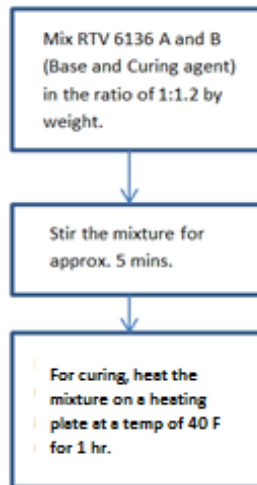 Mix RTV 6136 A and B
(Base and Curing agent)
in the ratio of 1:1.2 by
weight.
Stir the mixture for
approx. 5 mins.
For curing, heat the
mixture on a heating
plate at a temp of 40 F
for 1 hr.